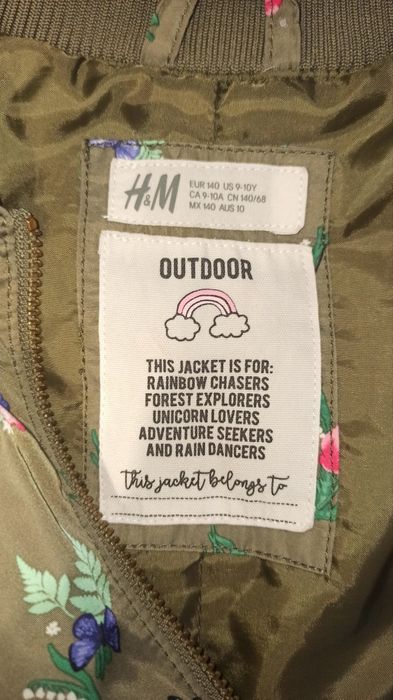 H&M
EUR 140 US 9-10Y
CA 9-10A CN 140/68
MX 140 AUS 10
OUTDOOR
THIS JACKET IS FOR:
RAINBOW CHASERS
FOREST EXPLORERS
UNICORN LOVERS
ADVENTURE SEEKERS
AND RAIN DANCERS
this jacket belongs to